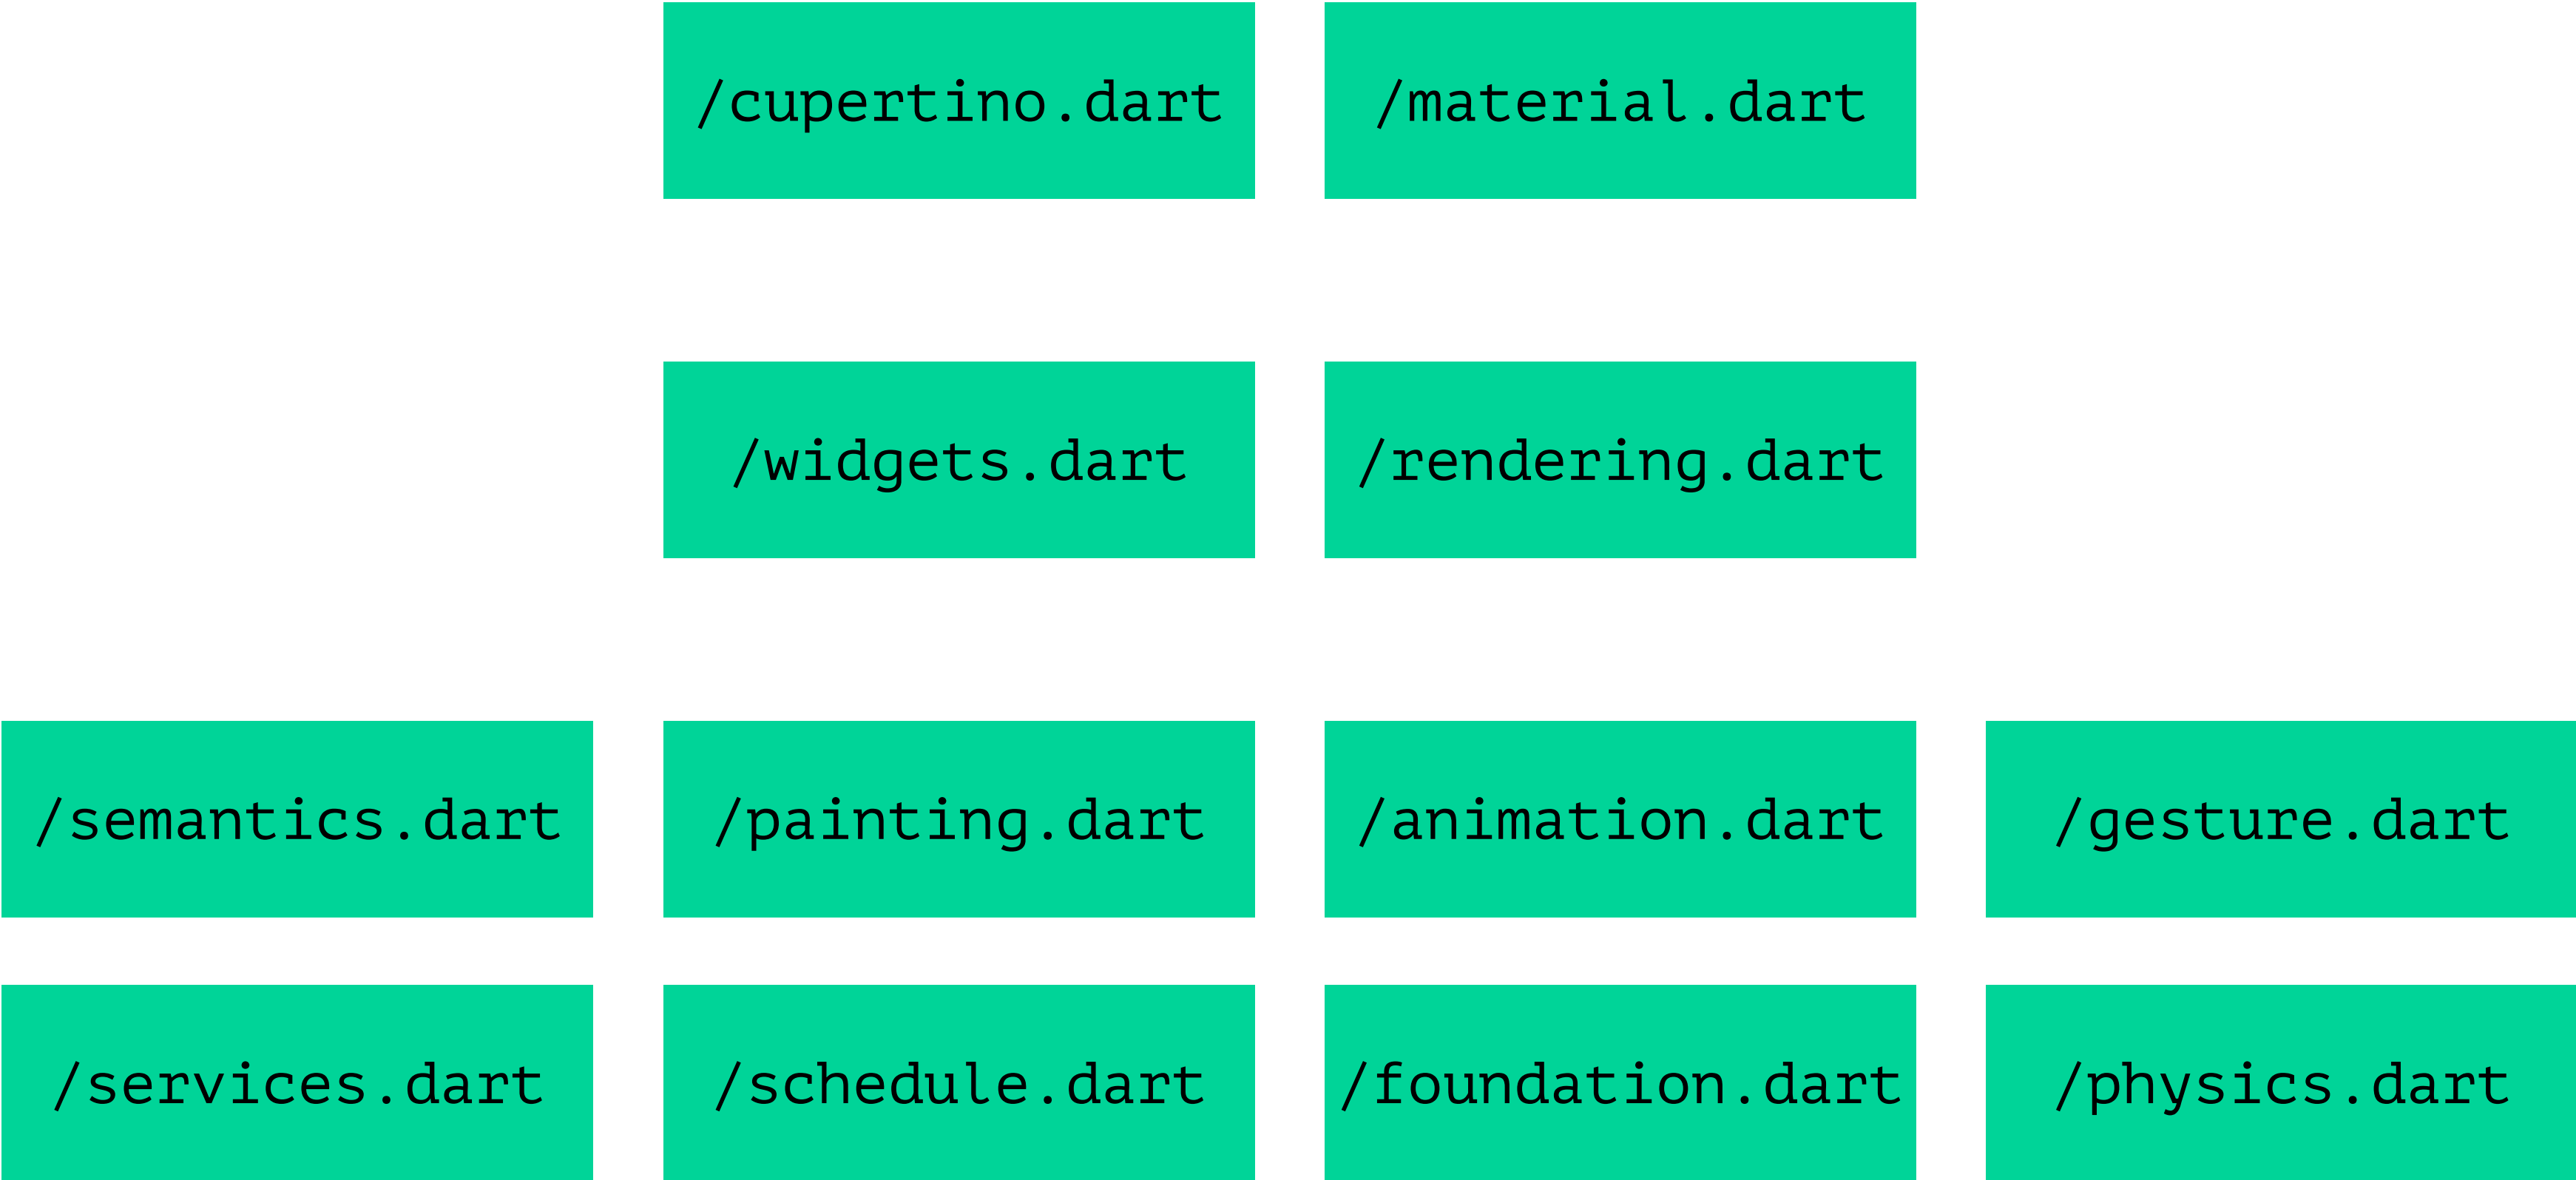 /cupertino.dart /material.dart
/widgets.dart /rendering.dart
/semantics.dart /painting.dart /animation.dart /gesture.dart
/services.dart /schedule.dart /foundation.dart /physics.dart